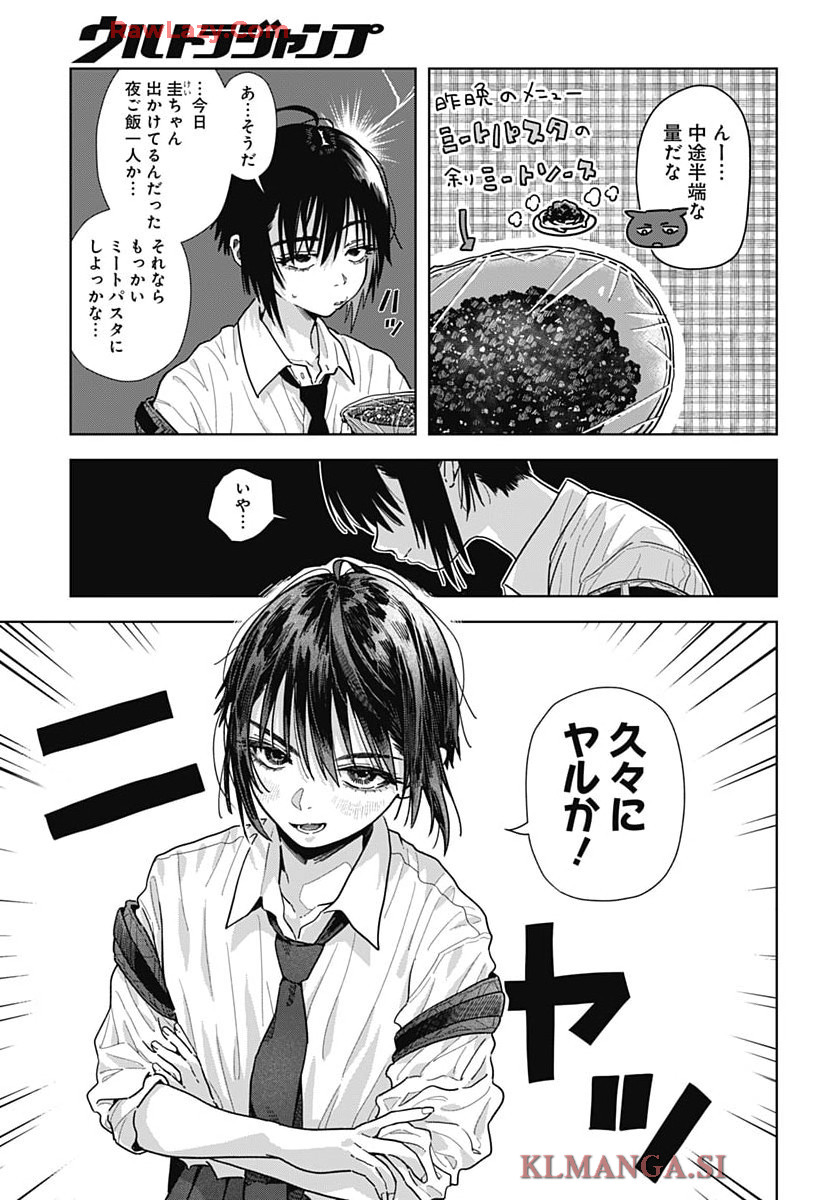 ウルトラジャンプ
RawLazy.Com
んー…
中途半端な
量だな
昨晩のメニュー
ミートパスタの
余りミートソース
あ…そうだ
…今日
圭ちゃん
けい
出かけてるんだった
夜ご飯一人か…
それなら
もっかい
ミートパスタに
しよっかな…
ハッ
いや…
久々に
ヤルか!
ニヤッ
KLMANGA.SI